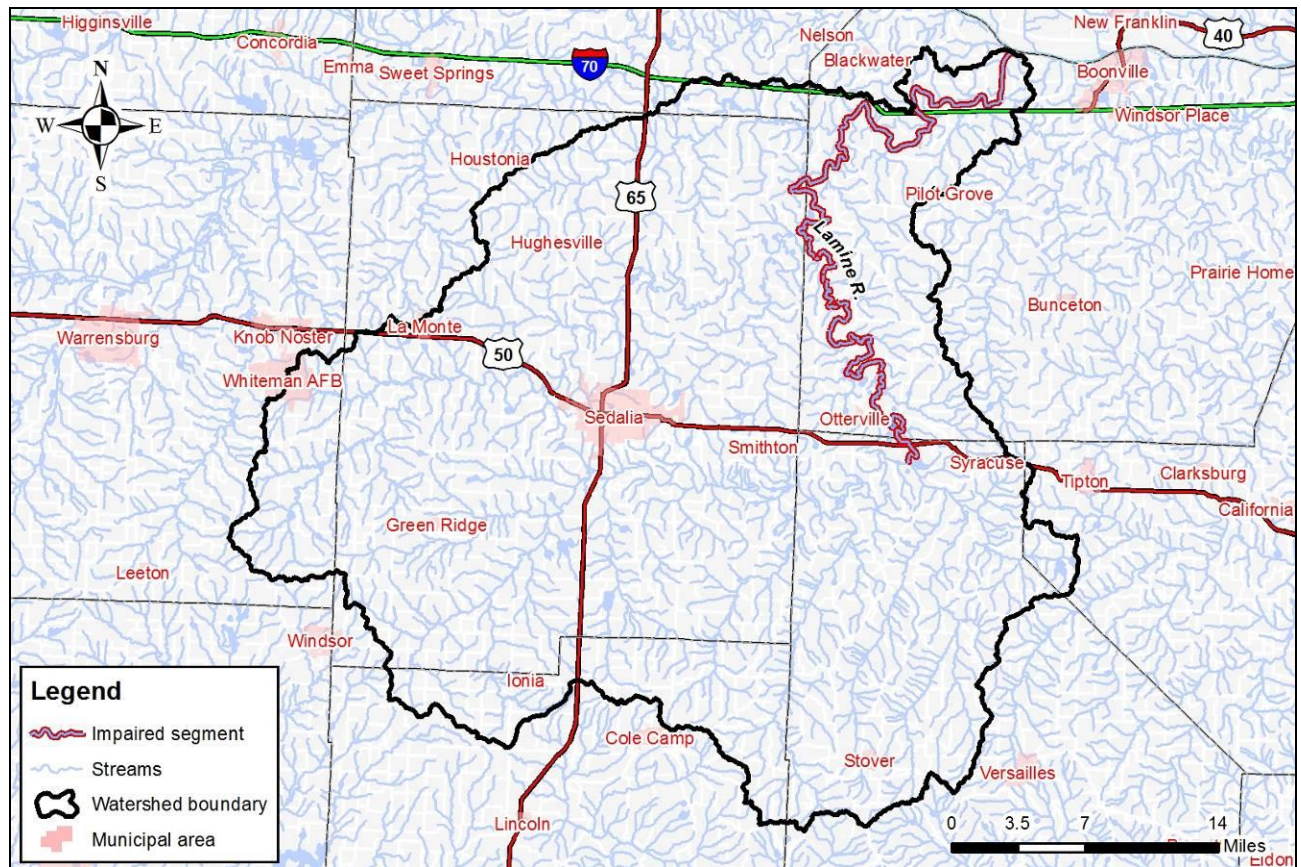 Higginsville
Concordia
Emma
Sweet Springs
70
Nelson
Blackwater
New Franklin
40
Boonville
Windsor Place
N
W
E
S
Houstonia
65
Hughesville
Pilot Grove
Lamine R.
Prairie Home
Bunceton
Warrensburg
Knob Noster
La Monte
50
Whiteman AFB
Sedalia
Otterville
Smithton
Syracuse
Tipton
Clarksburg
California
Green Ridge
Leeton
Windsor
Ionia
Cole Camp
Stover
Versailles
Lincoln
Legend
Impaired segment
Streams
Watershed boundary
Municipal area
0 3.5 7 14
Miles
Eldon